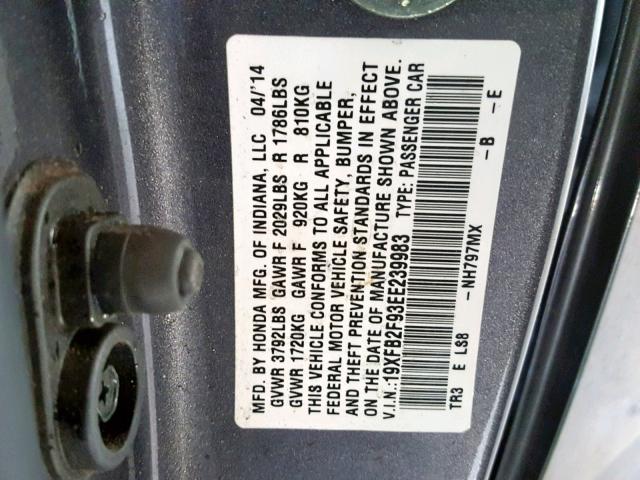 MFD. BY HONDA MFG. OF INDIANA, LLC 04/'14
GVWR 3792LBS GAWR F 2029LBS R 1786LBS
GVWR 1720KG GAWR F 920KG R 810KG
THIS VEHICLE CONFORMS TO ALL APPLICABLE
FEDERAL MOTOR VEHICLE SAFETY, BUMPER,
AND THEFT PREVENTION STANDARDS IN EFFECT
ON THE DATE OF MANUFACTURE SHOWN ABOVE.
V.I.N.:19XFB2F93EE239983 TYPE: PASSENGER CAR
TR3 E LS8 -NH797MX -B -E